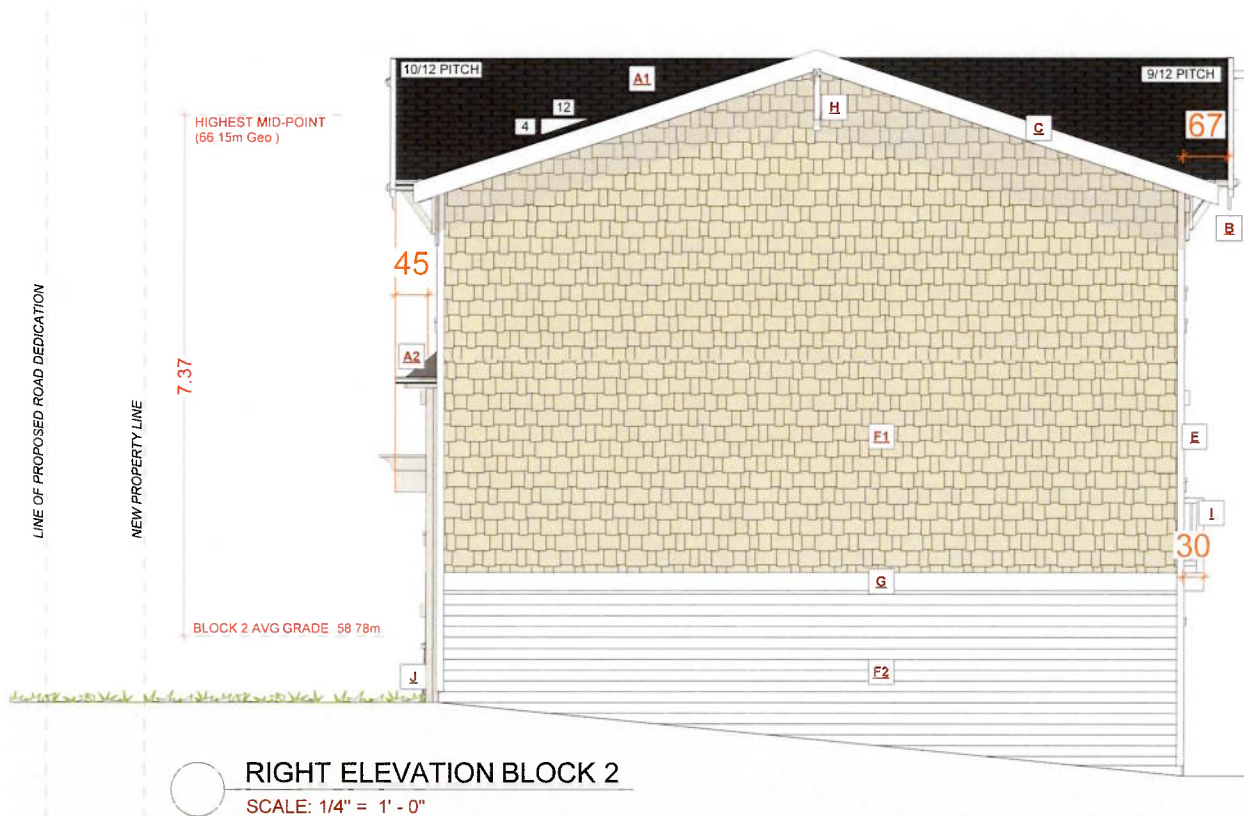 10/12 PITCH
A1
9/12 PITCH
12
4
H
C
67
HIGHEST MID-POINT
(66 15m Geo )
B
45
LINE OF PROPOSED ROAD DEDICATION
NEW PROPERTY LINE
7.37
A2
F1
E
I
30
G
BLOCK 2 AVG GRADE 58 78m
J
F2
RIGHT ELEVATION BLOCK 2
SCALE: 1/4" = 1' - 0"